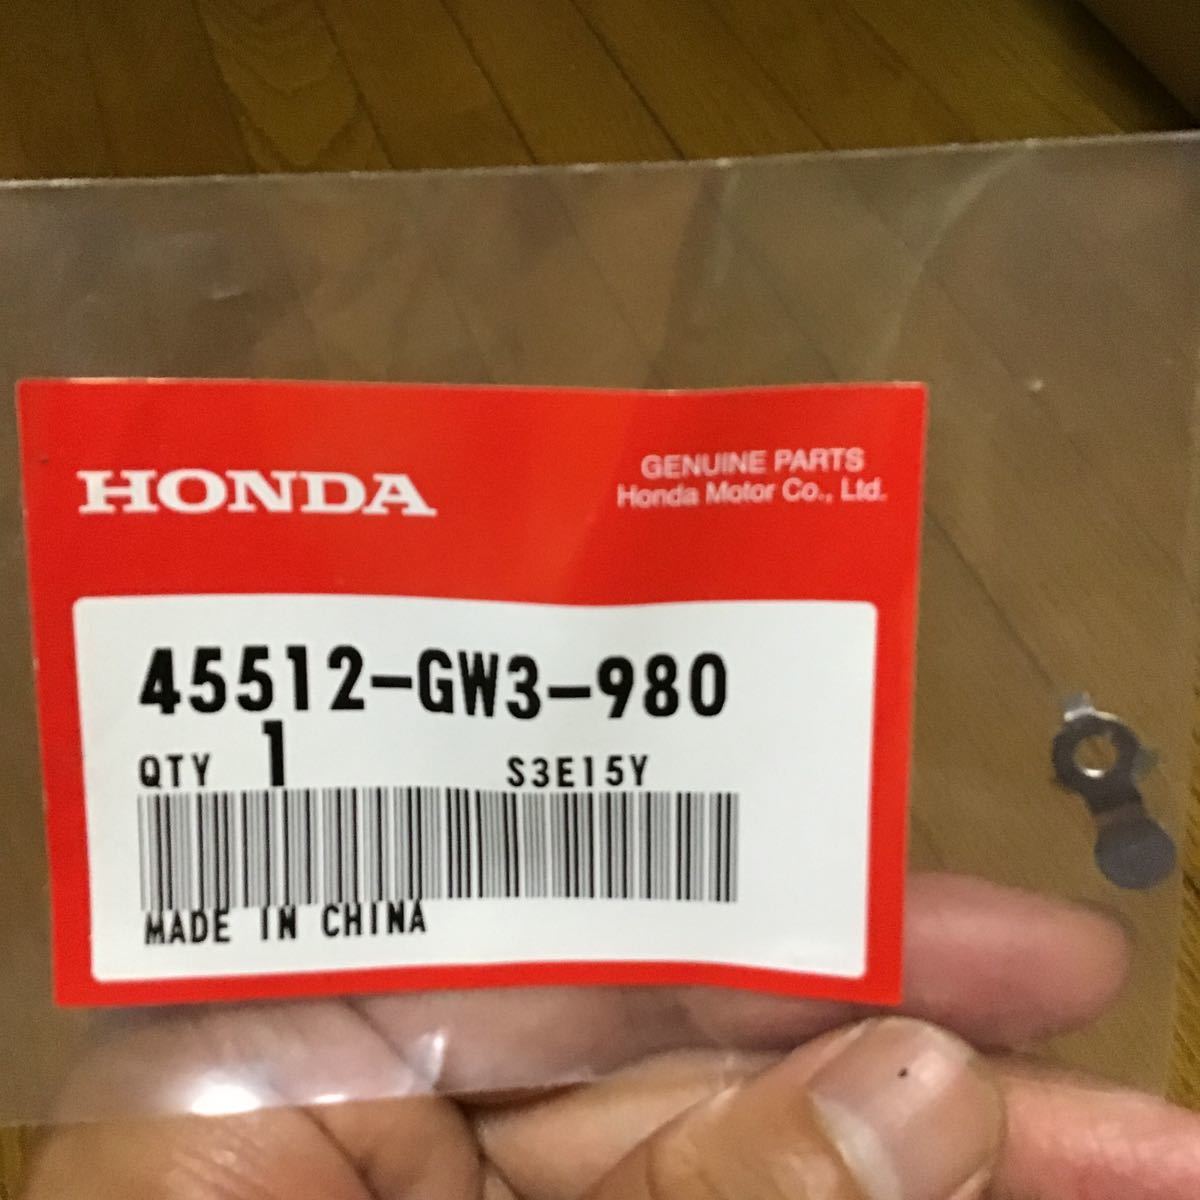 HONDA
GENUINE PARTS
Honda Motor Co., Ltd.
45512-GW3-980
QTY 1 S3E15Y
MADE IN CHINA